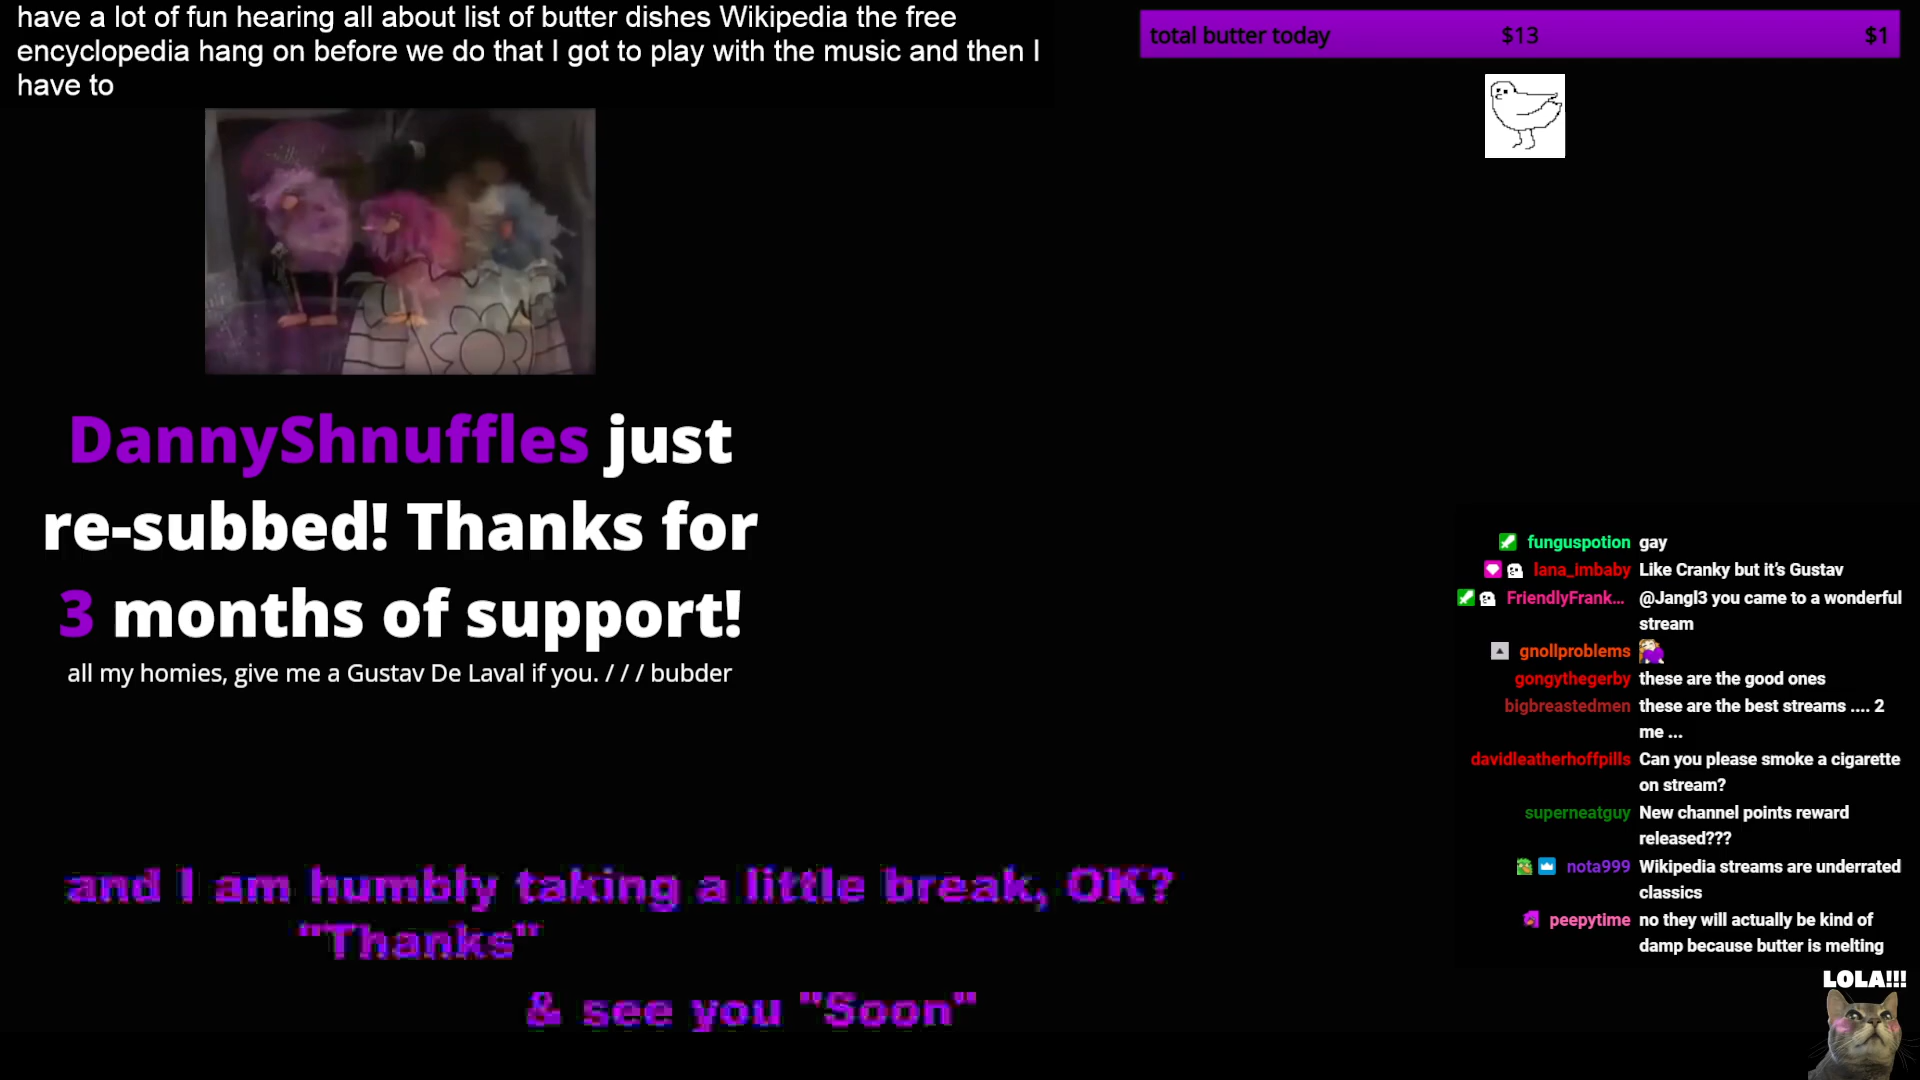 have a lot of fun hearing all about list of butter dishes Wikipedia the free
encyclopedia hang on before we do that I got to play with the music and then I
have to
total butter today $13 $1
DannyShnuffles just
re-subbed! Thanks for
3 months of support!
all my homies, give me a Gustav De Laval if you. / / / bubder
funguspotion gay
lana_imbaby Like Cranky but it's Gustav
FriendlyFrank... @Jangl3 you came to a wonderful
stream
gnollproblems
gongythegerby these are the good ones
bigbreastedmen these are the best streams .... 2
me ...
davidleatherhoffpills Can you please smoke a cigarette
on stream?
superneatguy New channel points reward
released???
nota999 Wikipedia streams are underrated
classics
peepytime no they will actually be kind of
damp because butter is melting
and I am humbly taking a little break, OK?
"Thanks"
& see you "Soon"
LOLA!!!